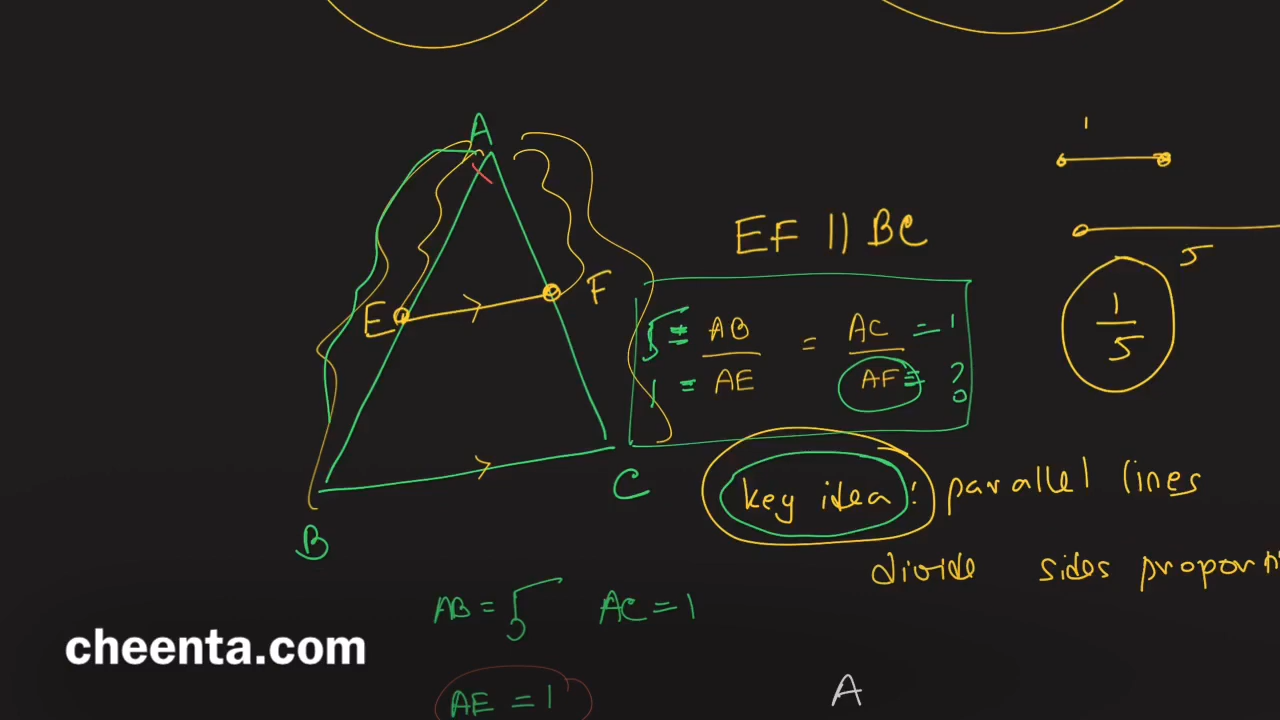 A
1
EF || BC
5
E
F
5 = AB = AC = 1
1 = AE AF = ?
1
5
key idea : parallel lines
C
divide sides proport
B
AB = 5 AC = 1
cheenta.com
AE = 1
A